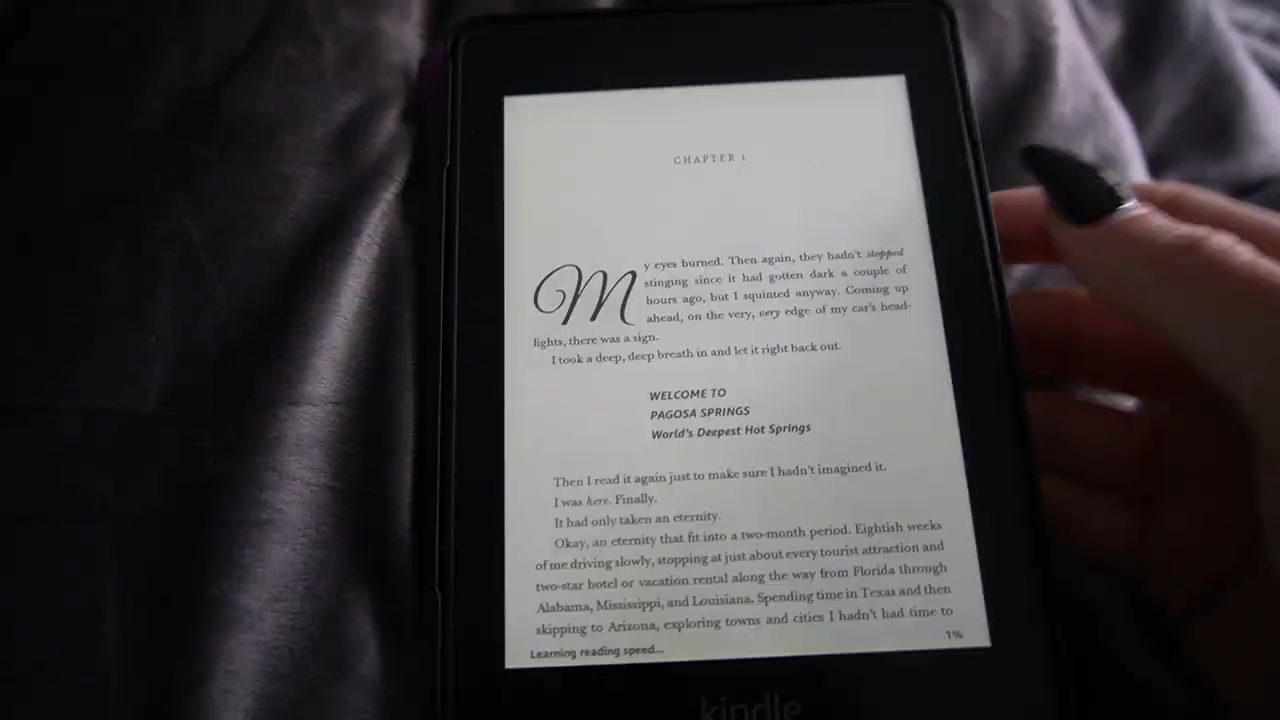 CHAPTER 1
My eyes burned. Then again, they hadn't stopped
stinging since it had gotten dark a couple of
hours ago, but I squinted anyway. Coming up
ahead, on the very, very edge of my car's head-
lights, there was a sign.
I took a deep, deep breath in and let it right back out.
WELCOME TO
PAGOSA SPRINGS
World's Deepest Hot Springs
Then I read it again just to make sure I hadn't imagined it.
I was here. Finally.
It had only taken an eternity.
Okay, an eternity that fit into a two-month period. Eightish weeks
of me driving slowly, stopping at just about every tourist attraction and
two-star hotel or vacation rental along the way from Florida through
Alabama, Mississippi, and Louisiana. Spending time in Texas and then
skipping to Arizona, exploring towns and cities I hadn't had time to
Learning reading speed... 1%
kindle